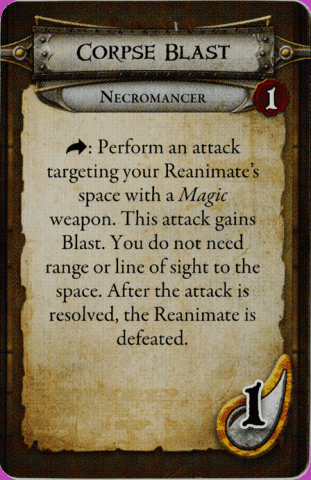 CORPSE BLAST
NECROMANCER
1
: Perform an attack
targeting your Reanimate's
space with a Magic
weapon. This attack gains
Blast. You do not need
range or line of sight to the
space. After the attack is
resolved, the Reanimate is
defeated.
1